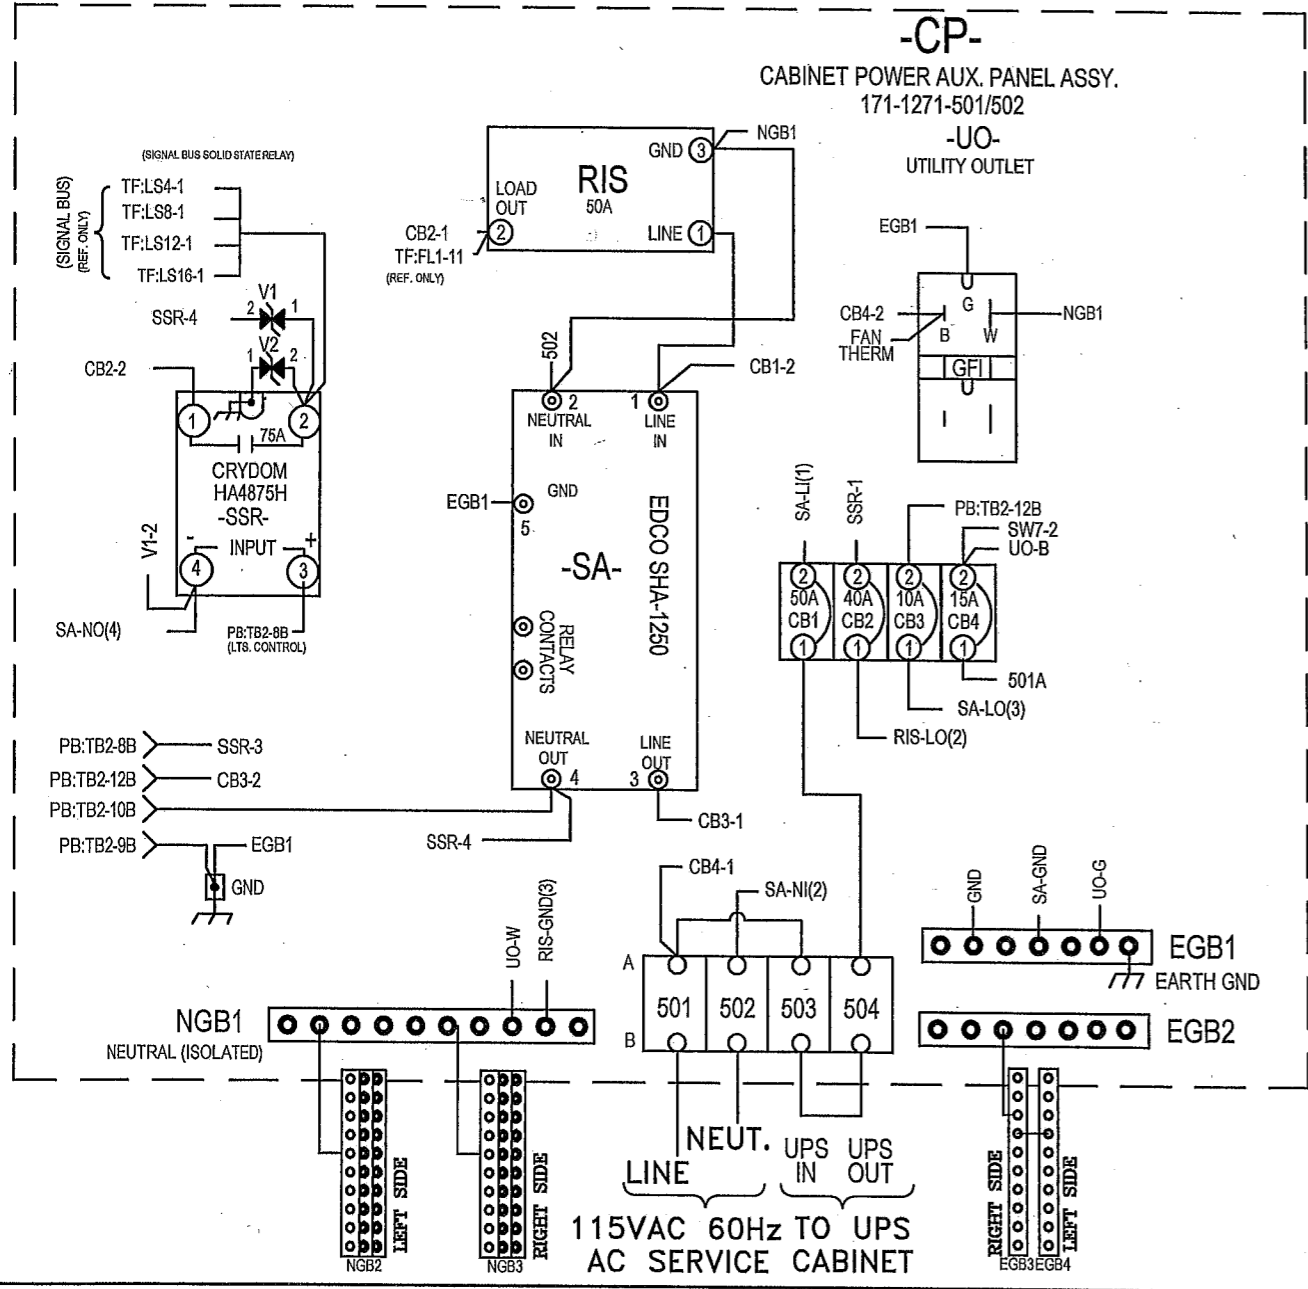 -CP-
CABINET POWER AUX. PANEL ASSY.
171-1271-501/502
-UO-
UTILITY OUTLET
(SIGNAL BUS SOLID STATE RELAY)
(SIGNAL BUS)
(REF. ONLY)
TF:LS4-1
TF:LS8-1
TF:LS12-1
TF:LS16-1
V1
SSR-4
2
1
V2
1
2
CB2-2
1
2
75A
CRYDOM
HA4875H
-SSR-
-
INPUT
+
4
3
V1-2
SA-NO(4)
PB:TB2-8B
(LTS. CONTROL)
NGB1
GND 3
RIS
50A
LOAD
OUT
2
LINE 1
CB2-1
TF:FL1-11
(REF. ONLY)
502
CB1-2
2
NEUTRAL
IN
1
LINE
IN
EGB1
GND
5
-SA-
EDCO SHA-1250
RELAY
CONTACTS
NEUTRAL
OUT
4
LINE
OUT
3
SSR-4
CB3-1
EGB1
CB4-2
FAN
THERM
G
B
W
NGB1
GFI
SA-LI(1)
SSR-1
PB:TB2-12B
SW7-2
UO-B
2 2 2 2
50A 40A 10A 15A
CB1 CB2 CB3 CB4
1 1 1 1
501A
SA-LO(3)
RIS-LO(2)
PB:TB2-8B
SSR-3
PB:TB2-12B
CB3-2
PB:TB2-10B
PB:TB2-9B
EGB1
GND
CB4-1
SA-NI(2)
A
501 502 503 504
B
UO-W
RIS-GND(3)
NGB1
NEUTRAL (ISOLATED)
GND
SA-GND
UO-G
EGB1
EARTH GND
EGB2
LEFT SIDE
NGB2
RIGHT SIDE
NGB3
NEUT.
LINE
UPS
IN
UPS
OUT
115VAC 60Hz TO UPS
AC SERVICE CABINET
RIGHT SIDE
LEFT SIDE
EGB3 EGB4